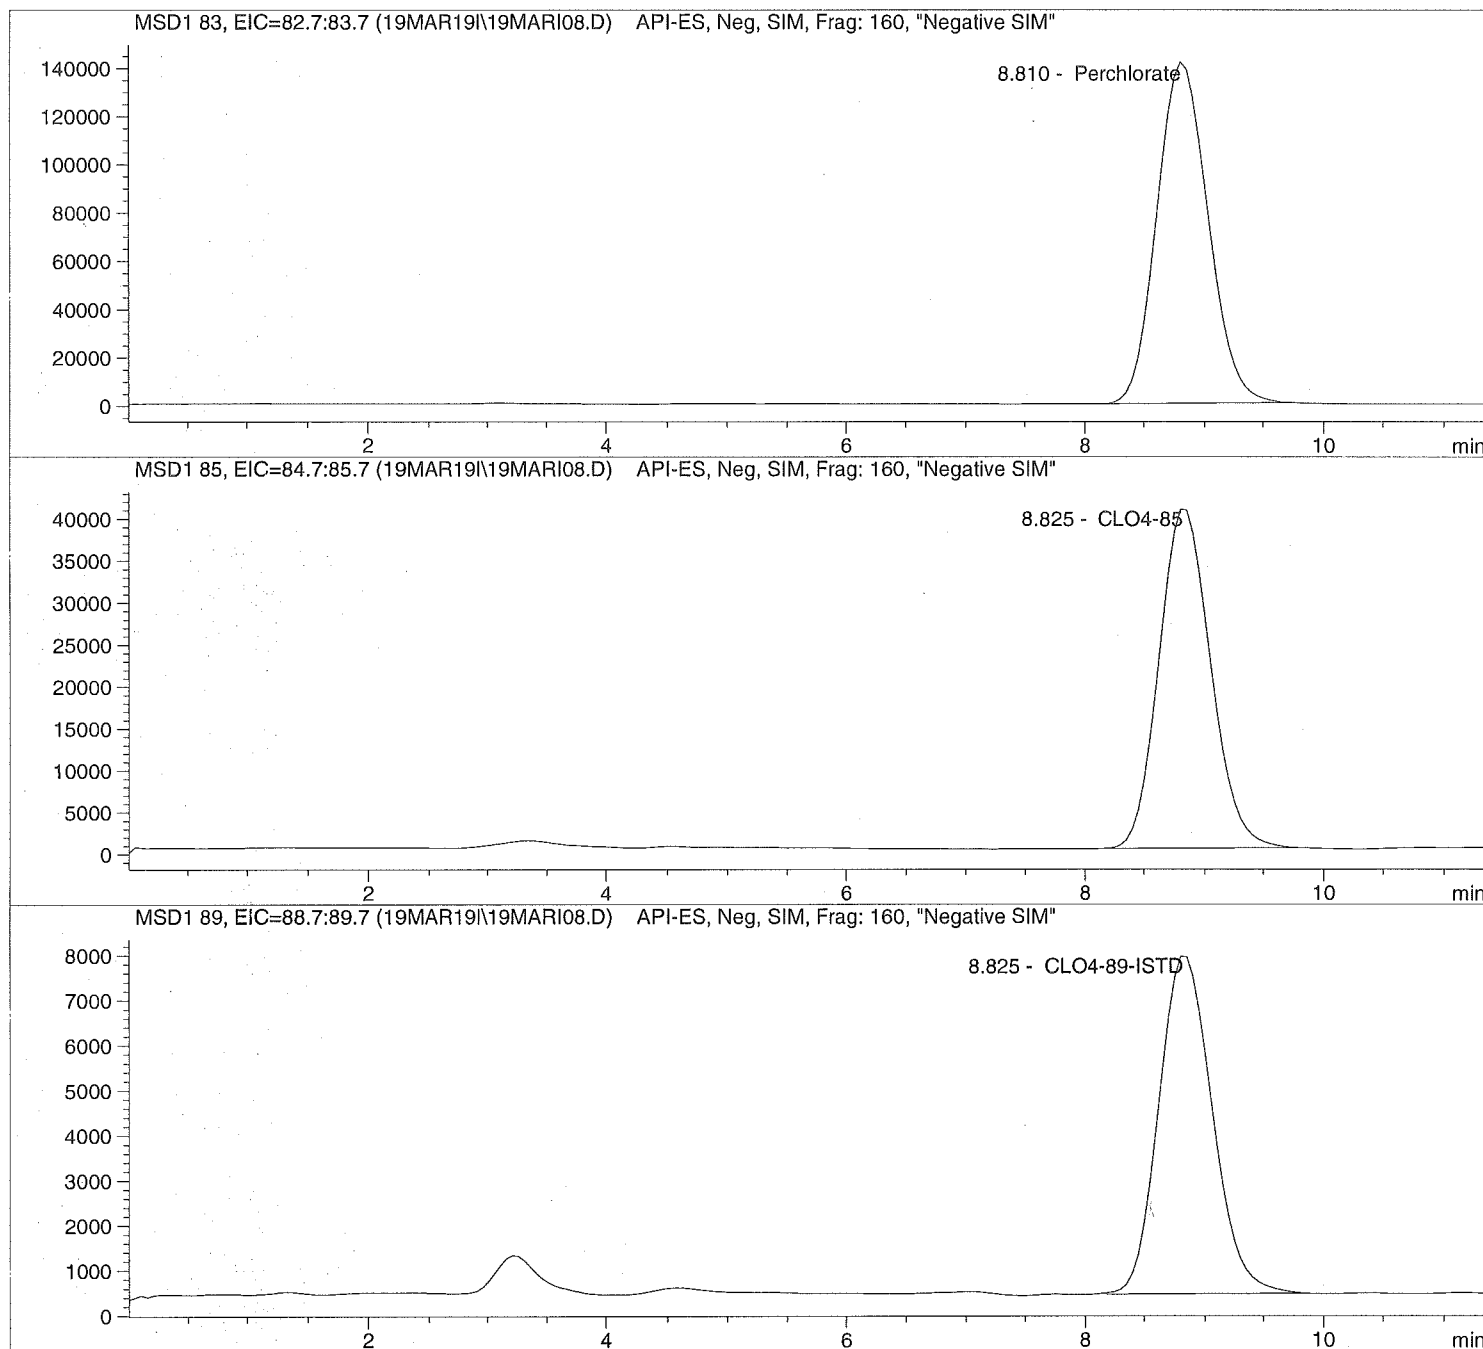 MSD1 83, EIC=82.7:83.7 (19MAR19I\19MARI08.D) API-ES, Neg, SIM, Frag: 160, "Negative SIM"
8.810 - Perchlorate
140000
120000
100000
80000
60000
40000
20000
0
2 4 6 8 10 min
MSD1 85, EIC=84.7:85.7 (19MAR19I\19MARI08.D) API-ES, Neg, SIM, Frag: 160, "Negative SIM"
8.825 - CLO4-85
40000
35000
30000
25000
20000
15000
10000
5000
0
2 4 6 8 10 min
MSD1 89, EIC=88.7:89.7 (19MAR19I\19MARI08.D) API-ES, Neg, SIM, Frag: 160, "Negative SIM"
8.825 - CLO4-89-ISTD
8000
7000
6000
5000
4000
3000
2000
1000
0
2 4 6 8 10 min